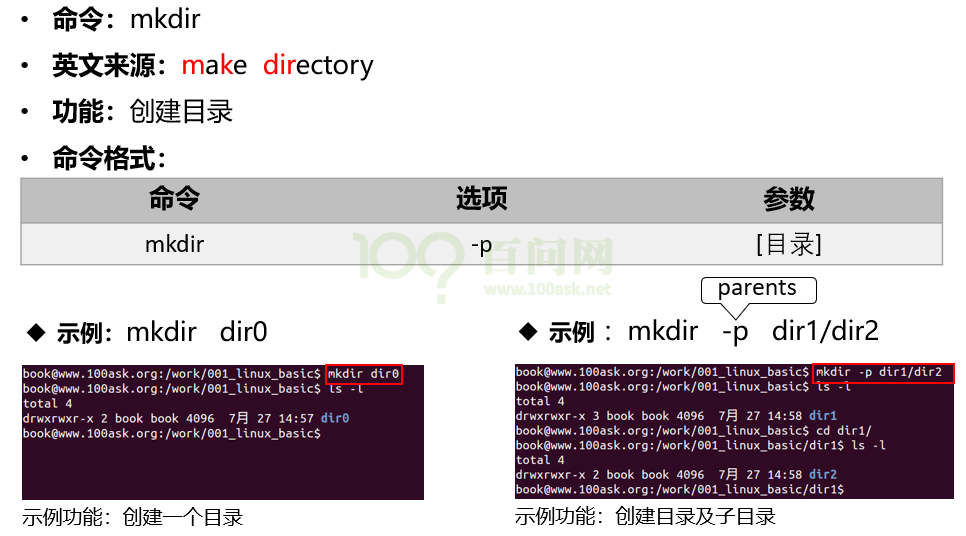 • 命令：mkdir
• 英文来源：make directory
• 功能：创建目录
• 命令格式：
命令 选项 参数
mkdir -p [目录]
100? 百问网
www.100ask.net
parents
◆ 示例：mkdir dir0
book@www.100ask.org:/work/001_linux_basic$ mkdir dir0
book@www.100ask.org:/work/001_linux_basic$ ls -l
total 4
drwxrwxr-x 2 book book 4096 7月 27 14:57 dir0
book@www.100ask.org:/work/001_linux_basic$
示例功能：创建一个目录
◆ 示例：mkdir -p dir1/dir2
book@www.100ask.org:/work/001_linux_basic$ mkdir -p dir1/dir2
book@www.100ask.org:/work/001_linux_basic$ ls -l
total 4
drwxrwxr-x 3 book book 4096 7月 27 14:58 dir1
book@www.100ask.org:/work/001_linux_basic$ cd dir1/
book@www.100ask.org:/work/001_linux_basic/dir1$ ls -l
total 4
drwxrwxr-x 2 book book 4096 7月 27 14:58 dir2
book@www.100ask.org:/work/001_linux_basic/dir1$
示例功能：创建目录及子目录